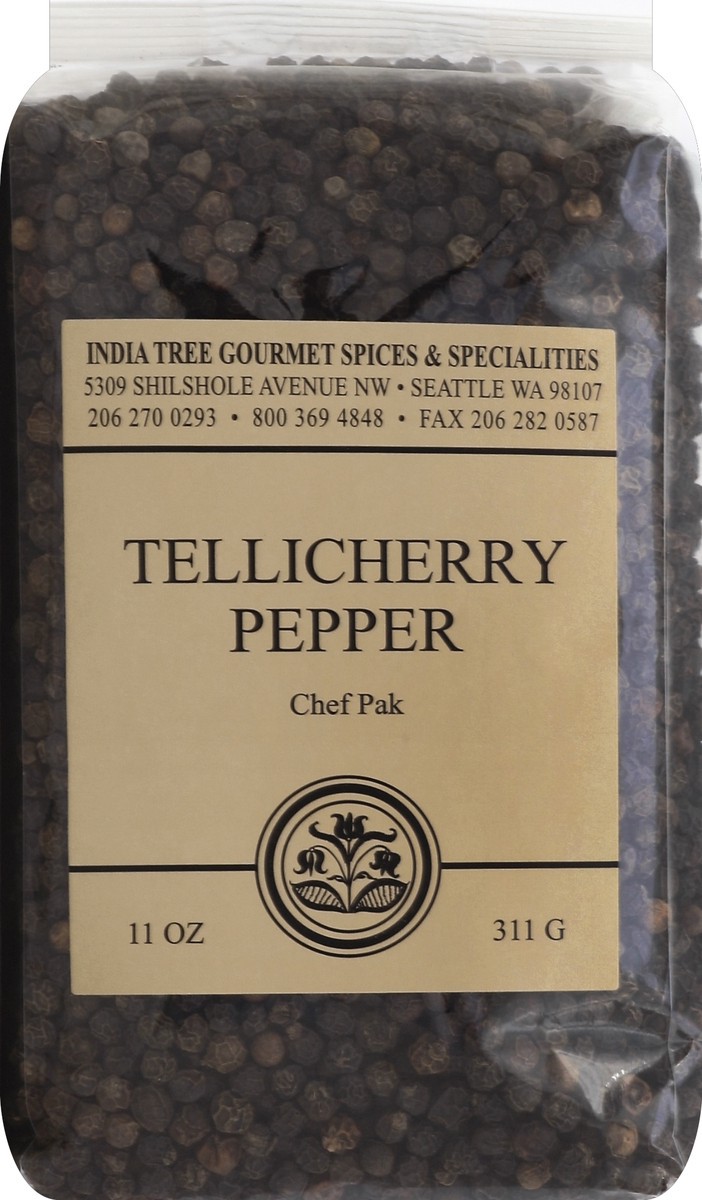 INDIA TREE GOURMET SPICES & SPECIALITIES
5309 SHILSHOLE AVENUE NW • SEATTLE WA 98107
206 270 0293 • 800 369 4848 • FAX 206 282 0587
TELLICHERRY
PEPPER
Chef Pak
11 OZ
311 G